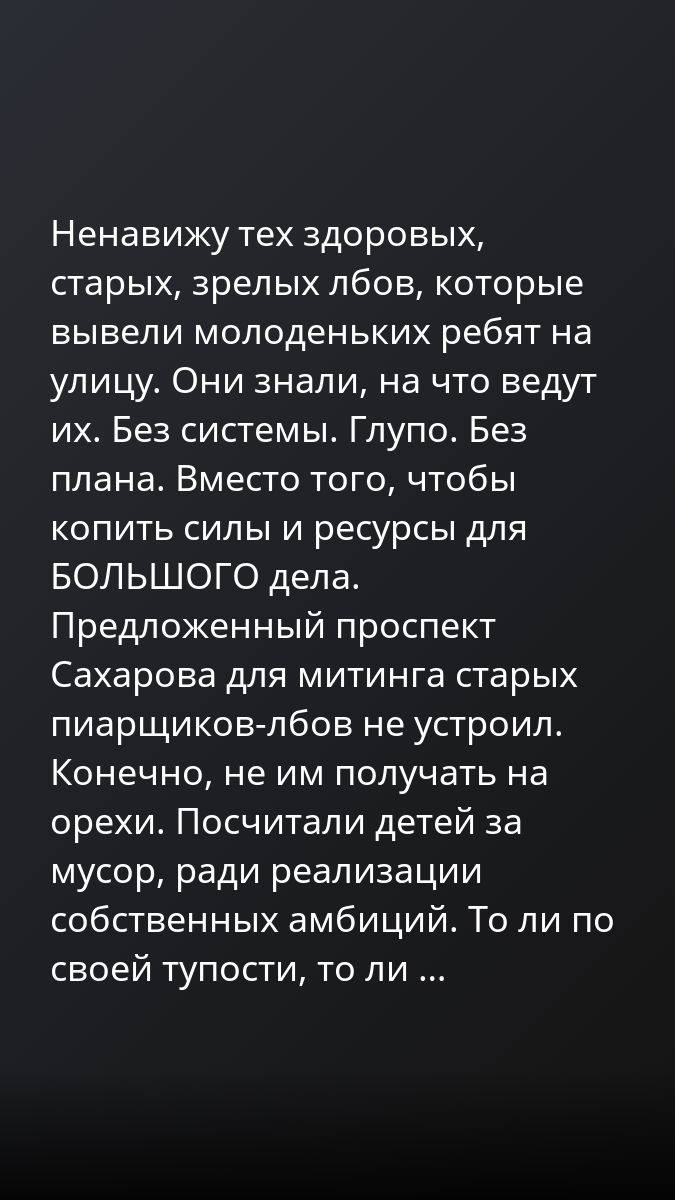 Ненавижу тех здоровых,
старых, зрелых лбов, которые
вывели молоденьких ребят на
улицу. Они знали, на что ведут
их. Без системы. Глупо. Без
плана. Вместо того, чтобы
копить силы и ресурсы для
БОЛЬШОГО дела.
Предложенный проспект
Сахарова для митинга старых
пиарщиков-лбов не устроил.
Конечно, не им получать на
орехи. Посчитали детей за
мусор, ради реализации
собственных амбиций. То ли по
своей тупости, то ли ...